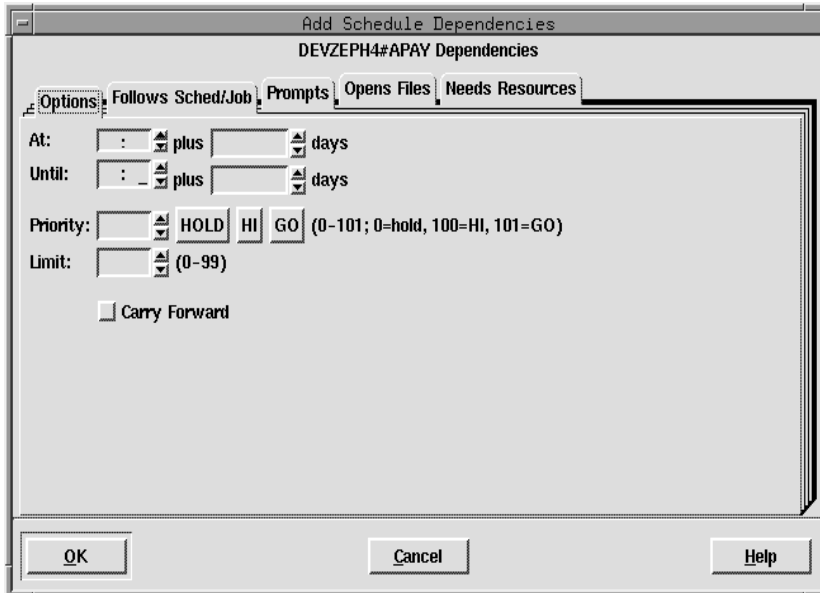 Add Schedule Dependencies
DEVZEPH4#APAY Dependencies
Options Follows Sched/Job Prompts Opens Files Needs Resources
At: : plus days
Until: : _ plus days
Priority: HOLD HI GO (0-101; 0=hold, 100=HI, 101=GO)
Limit: (0-99)
Carry Forward
OK Cancel Help